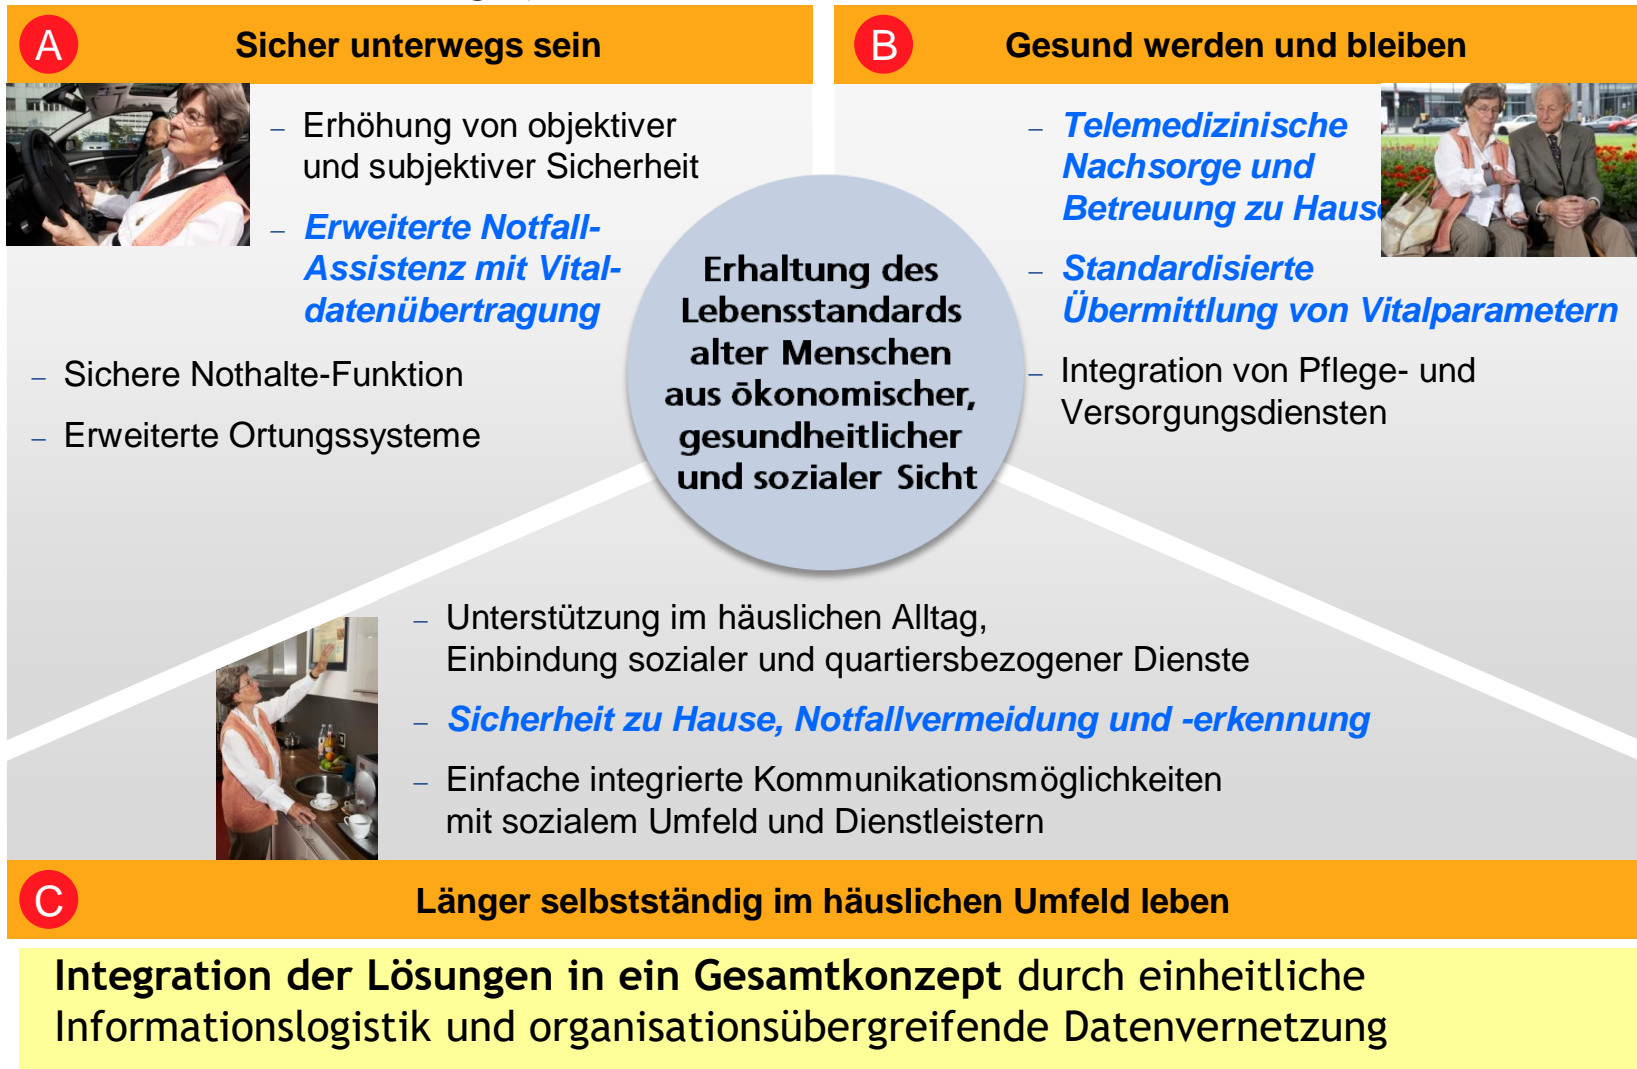 A
Sicher unterwegs sein
– Erhöhung von objektiver
und subjektiver Sicherheit
– Erweiterte Notfall-
Assistenz mit Vital-
datenübertragung
– Sichere Nothalte-Funktion
– Erweiterte Ortungssysteme
B
Gesund werden und bleiben
– Telemedizinische
Nachsorge und
Betreuung zu Hause
– Standardisierte
Übermittlung von Vitalparametern
– Integration von Pflege- und
Versorgungsdiensten
Erhaltung des
Lebensstandards
alter Menschen
aus ökonomischer,
gesundheitlicher
und sozialer Sicht
– Unterstützung im häuslichen Alltag,
Einbindung sozialer und quartiersbezogener Dienste
– Sicherheit zu Hause, Notfallvermeidung und -erkennung
– Einfache integrierte Kommunikationsmöglichkeiten
mit sozialem Umfeld und Dienstleistern
C
Länger selbstständig im häuslichen Umfeld leben
Integration der Lösungen in ein Gesamtkonzept durch einheitliche
Informationslogistik und organisationsübergreifende Datenvernetzung